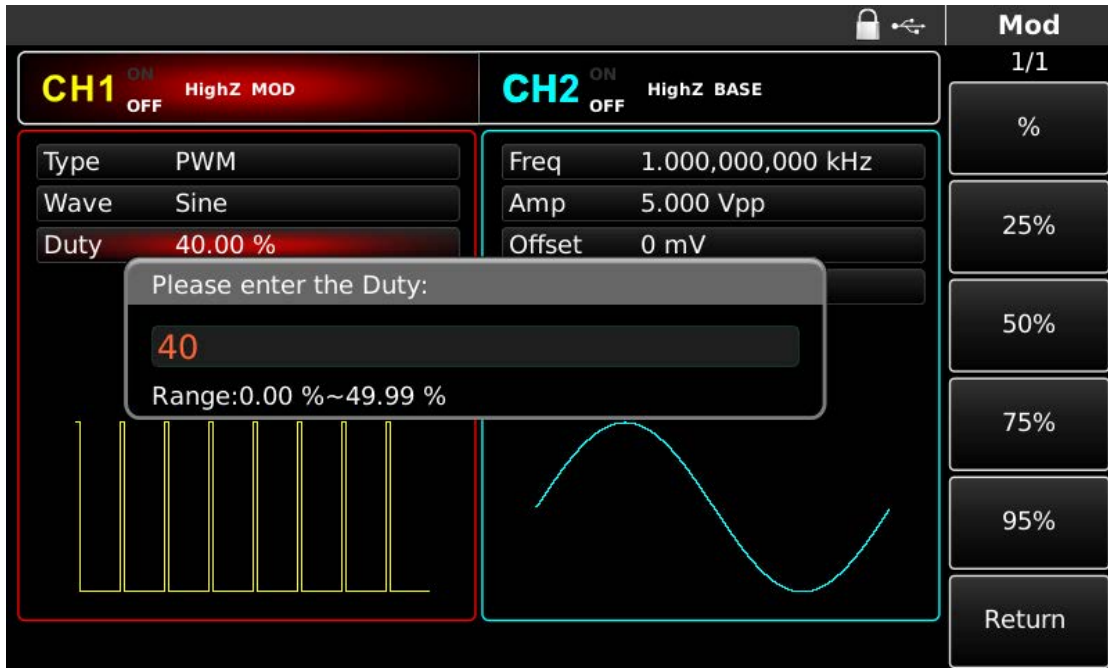 Mod
1/1
CH1 ON OFF HighZ MOD
CH2 ON OFF HighZ BASE
Type PWM
Wave Sine
Duty 40.00 %
Freq 1.000,000,000 kHz
Amp 5.000 Vpp
Offset 0 mV
Please enter the Duty:
40
Range:0.00 %~49.99 %
%
25%
50%
75%
95%
Return